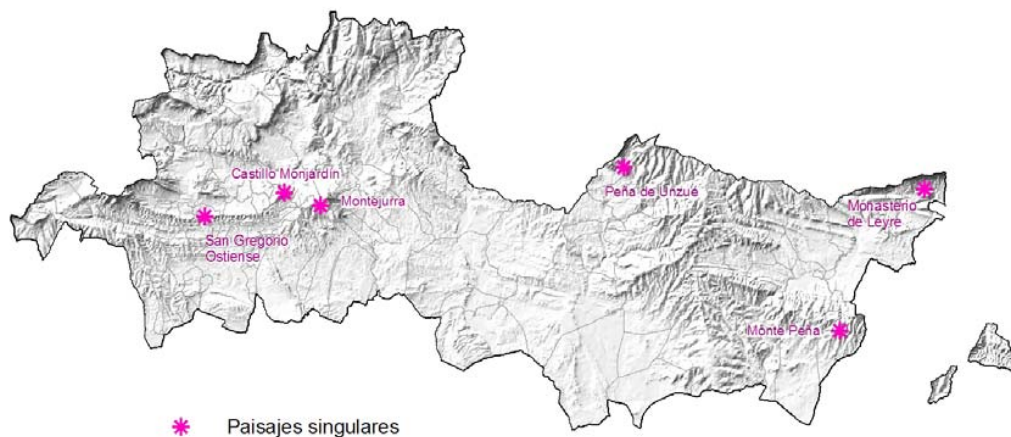 Castillo Monjardín
Montejurra
San Gregorio
Ostiense
Peña de Unzué
Monasterio
de Leyre
Monte Peña
Paisajes singulares